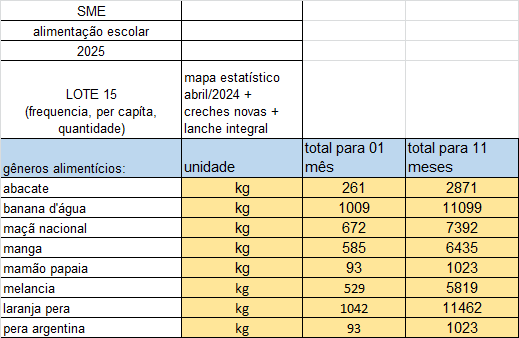 SME
alimentação escolar
2025
LOTE 15
(frequencia, per capíta,
quantidade)
mapa estatístico
abril/2024 +
creches novas +
lanche integral
gêneros alimentícios: unidade total para 01 mês total para 11 meses
abacate kg 261 2871
banana d'água kg 1009 11099
maçã nacional kg 672 7392
manga kg 585 6435
mamão papaia kg 93 1023
melancia kg 529 5819
laranja pera kg 1042 11462
pera argentina kg 93 1023